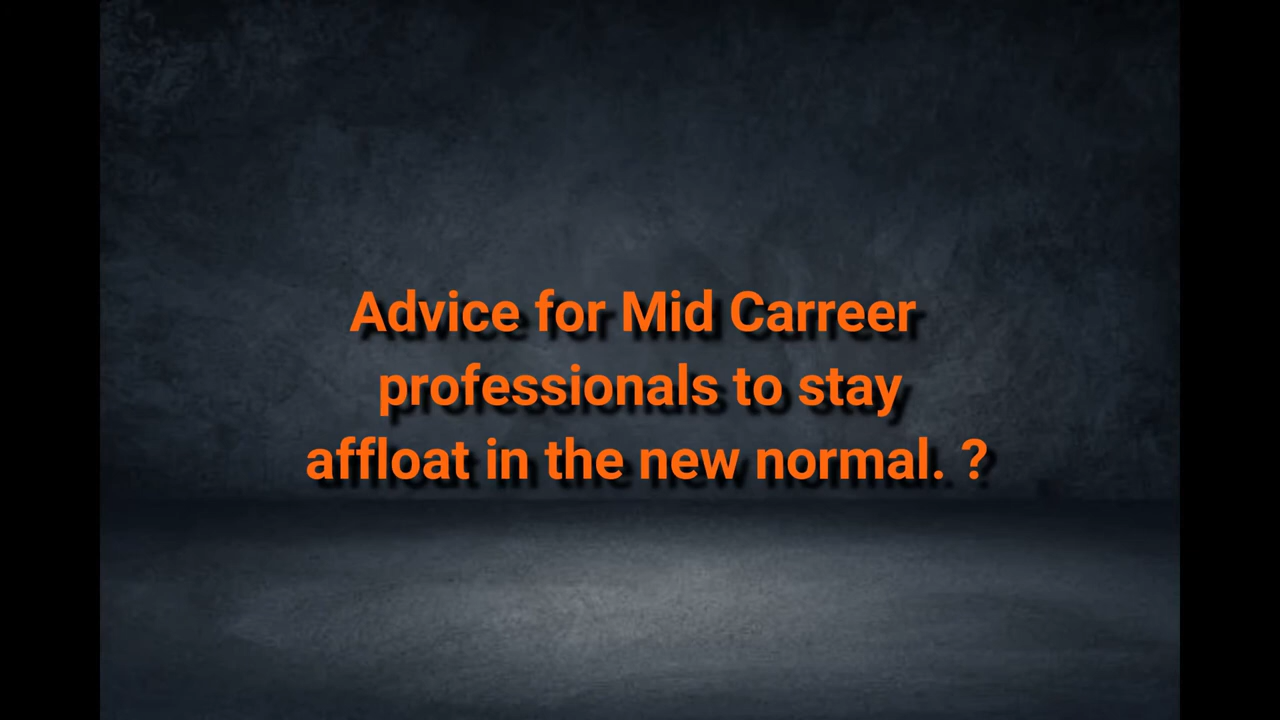 Advice for Mid Carreer
professionals to stay
affloat in the new normal. ?